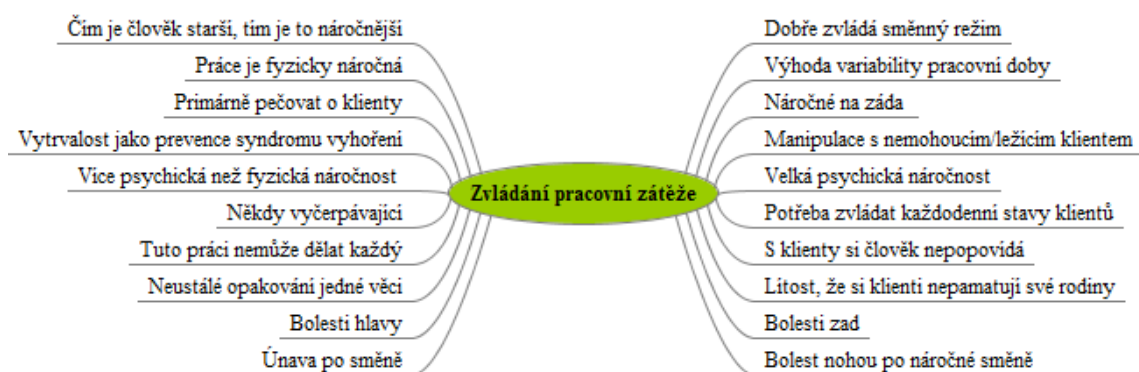 Čím je člověk starší, tím je to náročnější
Práce je fyzicky náročná
Primárně pečovat o klienty
Vytrvalost jako prevence syndromu vyhoření
Více psychická než fyzická náročnost
Někdy vyčerpávající
Tuto práci nemůže dělat každý
Neustálé opakování jedné věci
Bolesti hlavy
Únava po směně
Zvládání pracovní zátěže
Dobře zvládá směnný režim
Výhoda variability pracovní doby
Náročné na záda
Manipulace s nemohoucím/ležícím klientem
Velká psychická náročnost
Potřeba zvládat každodenní stavy klientů
S klienty si člověk nepopovídá
Lítost, že si klienti nepamatují své rodiny
Bolesti zad
Bolest nohou po náročné směně